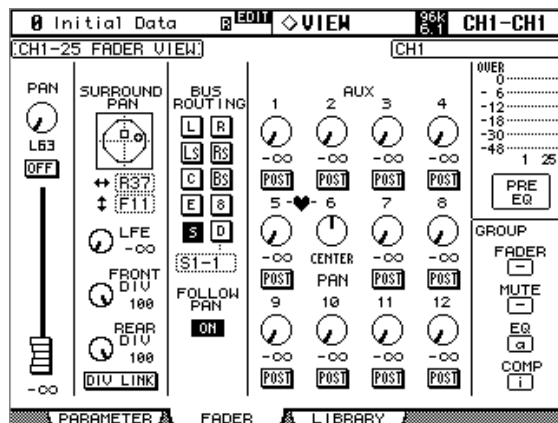 0 Initial Data B EDIT ◇VIEW 96K 6.1 CH1-CH1
CH1-25 FADER VIEW CH1
PAN
L63
OFF
-∞
SURROUND
PAN
↔ R37
↕ F11
LFE
-∞
FRONT
DIV
100
REAR
DIV
100
DIV LINK
BUS
ROUTING
L R
LS RS
C BS
E 8
S D
S1-1
FOLLOW
PAN
ON
AUX
1 2 3 4
-∞ -∞ -∞ -∞
POST POST POST POST
5 -♥- 6 7 8
-∞ CENTER -∞ -∞
POST PAN POST POST
9 10 11 12
-∞ -∞ -∞ -∞
POST POST POST POST
OVER
0
- 6
-12
-18
-30
-48
1 25
PRE
EQ
GROUP
FADER
-
MUTE
-
EQ
a
COMP
i
PARAMETER FADER LIBRARY